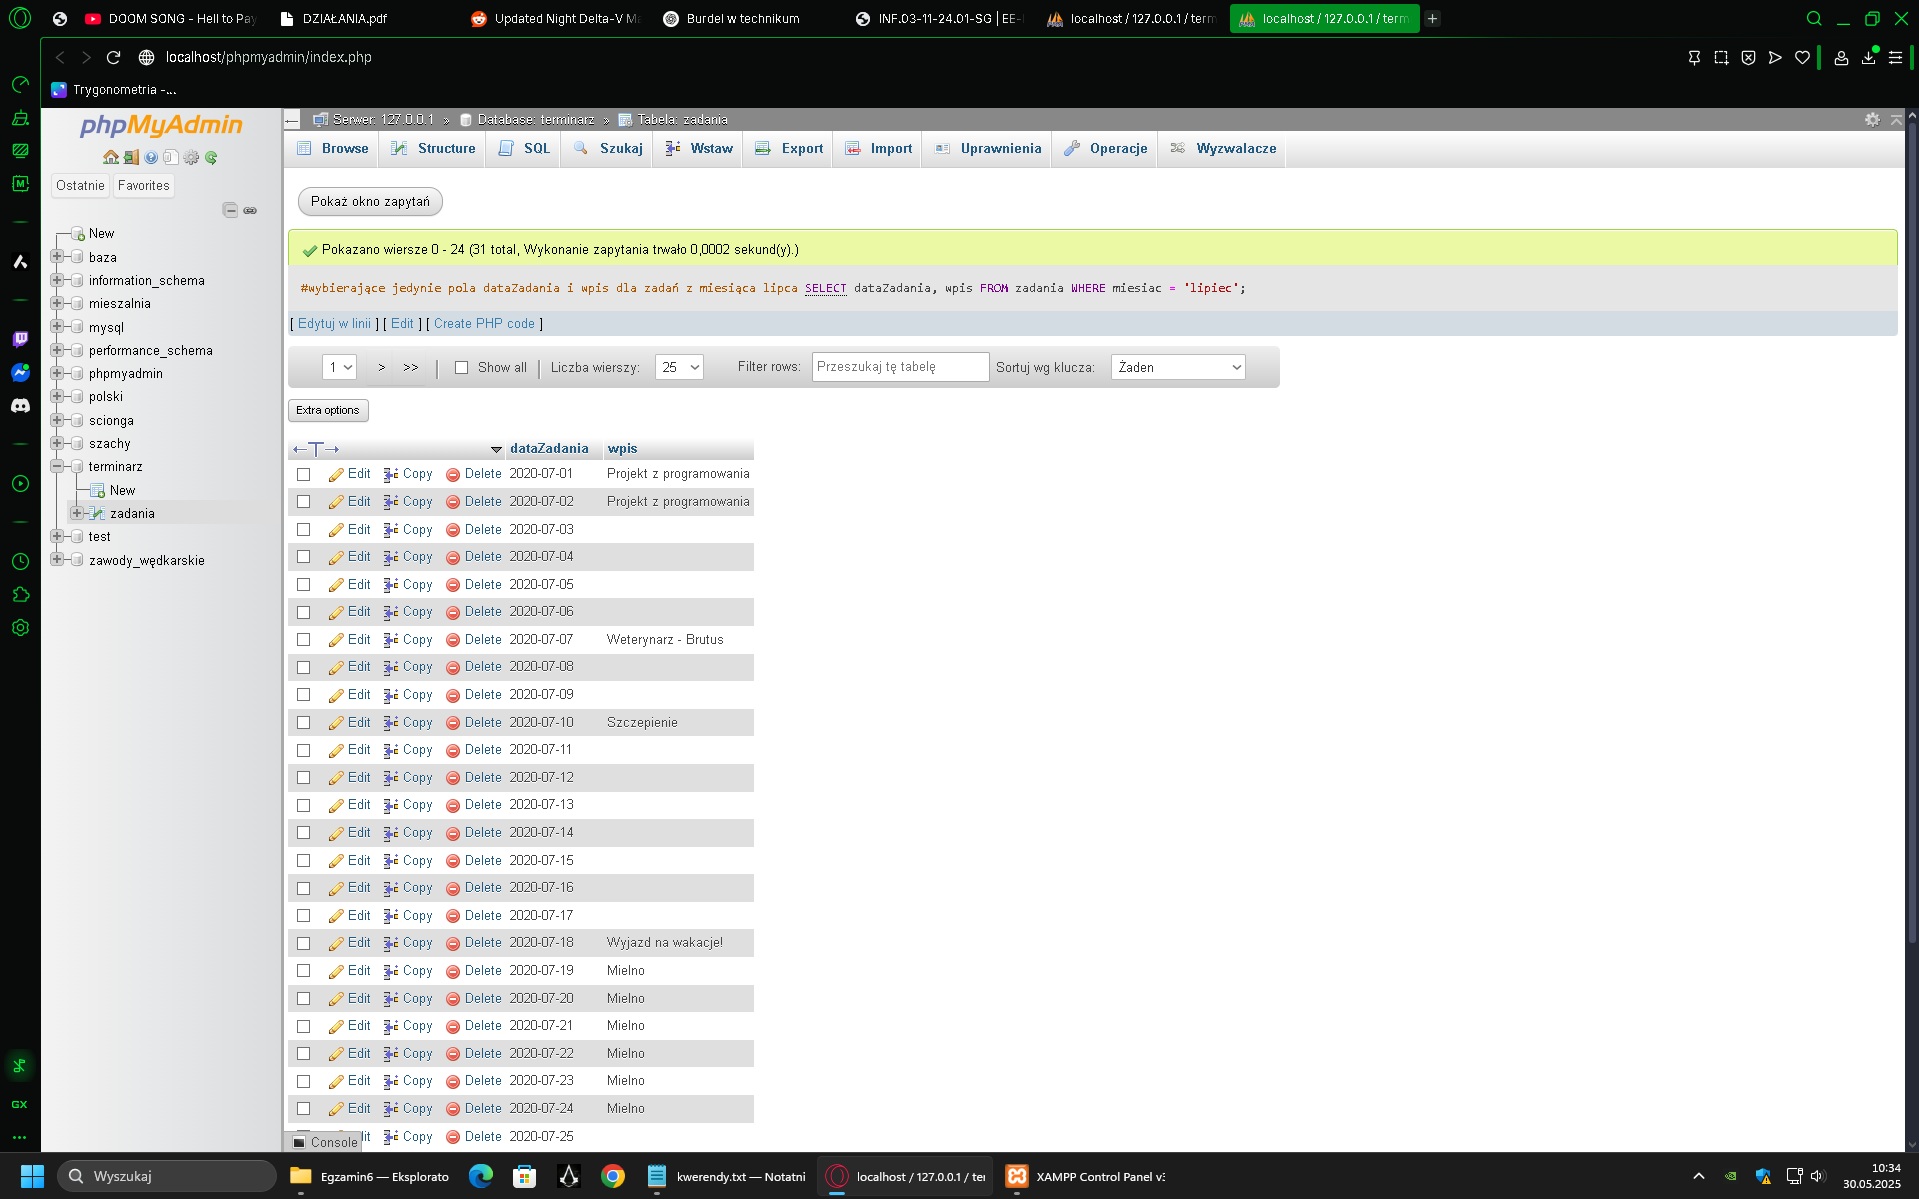 DOOM SONG - Hell to Pay
DZIAŁANIA.pdf
Updated Night Delta-V Ma
Burdel w technikum
INF.03-11-24.01-SG | EE-
localhost / 127.0.0.1 / term
localhost / 127.0.0.1 / term
localhost/phpmyadmin/index.php
Trygonometria -...
phpMyAdmin
Ostatnie
Favorites
New
baza
information_schema
mieszalnia
mysql
performance_schema
phpmyadmin
polski
scionga
szachy
terminarz
New
zadania
test
zawody_wędkarskie
Serwer: 127.0.0.1 » Database: terminarz » Tabela: zadania
Browse Structure SQL Szukaj Wstaw Export Import Uprawnienia Operacje Wyzwalacze
Pokaż okno zapytań
Pokazano wiersze 0 - 24 (31 total, Wykonanie zapytania trwało 0,0002 sekund(y).)
#wybierające jedynie pola dataZadania i wpis dla zadań z miesiąca lipca SELECT dataZadania, wpis FROM zadania WHERE miesiac = 'lipiec';
[ Edytuj w linii ] [ Edit ] [ Create PHP code ]
1 > >> Show all Liczba wierszy: 25 Filter rows: Przeszukaj tę tabelę Sortuj wg klucza: Żaden
Extra options
←T→ dataZadania wpis
Edit Copy Delete 2020-07-01 Projekt z programowania
Edit Copy Delete 2020-07-02 Projekt z programowania
Edit Copy Delete 2020-07-03
Edit Copy Delete 2020-07-04
Edit Copy Delete 2020-07-05
Edit Copy Delete 2020-07-06
Edit Copy Delete 2020-07-07 Weterynarz - Brutus
Edit Copy Delete 2020-07-08
Edit Copy Delete 2020-07-09
Edit Copy Delete 2020-07-10 Szczepienie
Edit Copy Delete 2020-07-11
Edit Copy Delete 2020-07-12
Edit Copy Delete 2020-07-13
Edit Copy Delete 2020-07-14
Edit Copy Delete 2020-07-15
Edit Copy Delete 2020-07-16
Edit Copy Delete 2020-07-17
Edit Copy Delete 2020-07-18 Wyjazd na wakacje!
Edit Copy Delete 2020-07-19 Mielno
Edit Copy Delete 2020-07-20 Mielno
Edit Copy Delete 2020-07-21 Mielno
Edit Copy Delete 2020-07-22 Mielno
Edit Copy Delete 2020-07-23 Mielno
Edit Copy Delete 2020-07-24 Mielno
Copy Delete 2020-07-25
Console
GX
Wyszukaj
Egzamin6 — Eksplorato
kwerendy.txt — Notatni
localhost / 127.0.0.1 / ter
XAMPP Control Panel v3
10:34
30.05.2025